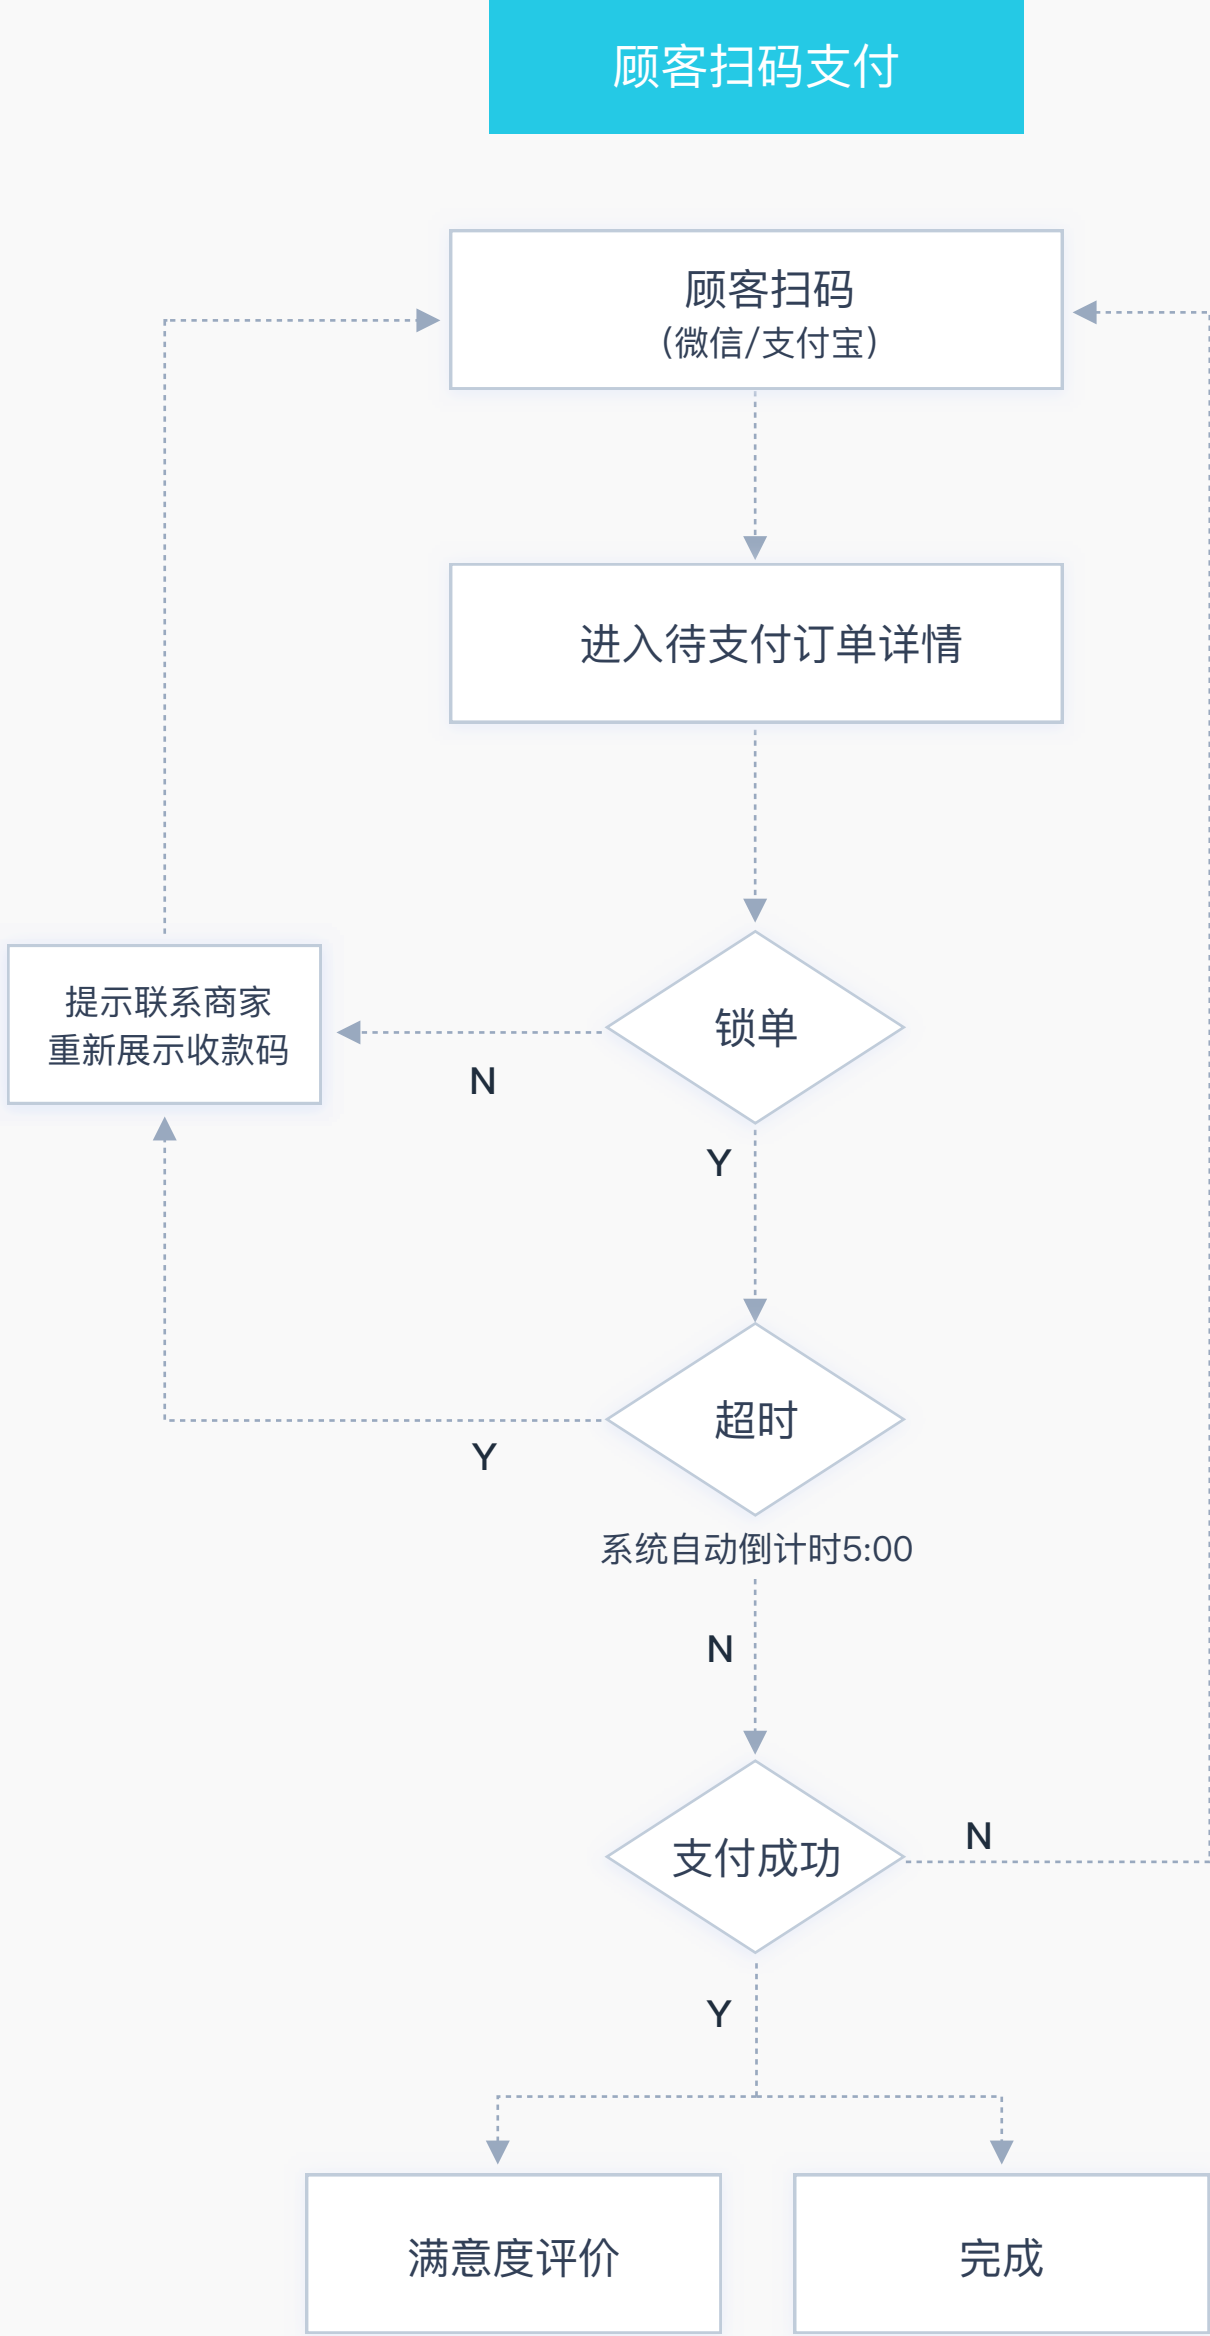 顾客扫码支付
顾客扫码
(微信/支付宝)
进入待支付订单详情
提示联系商家
重新展示收款码
锁单
N
Y
超时
Y
系统自动倒计时5:00
N
支付成功
N
Y
满意度评价
完成